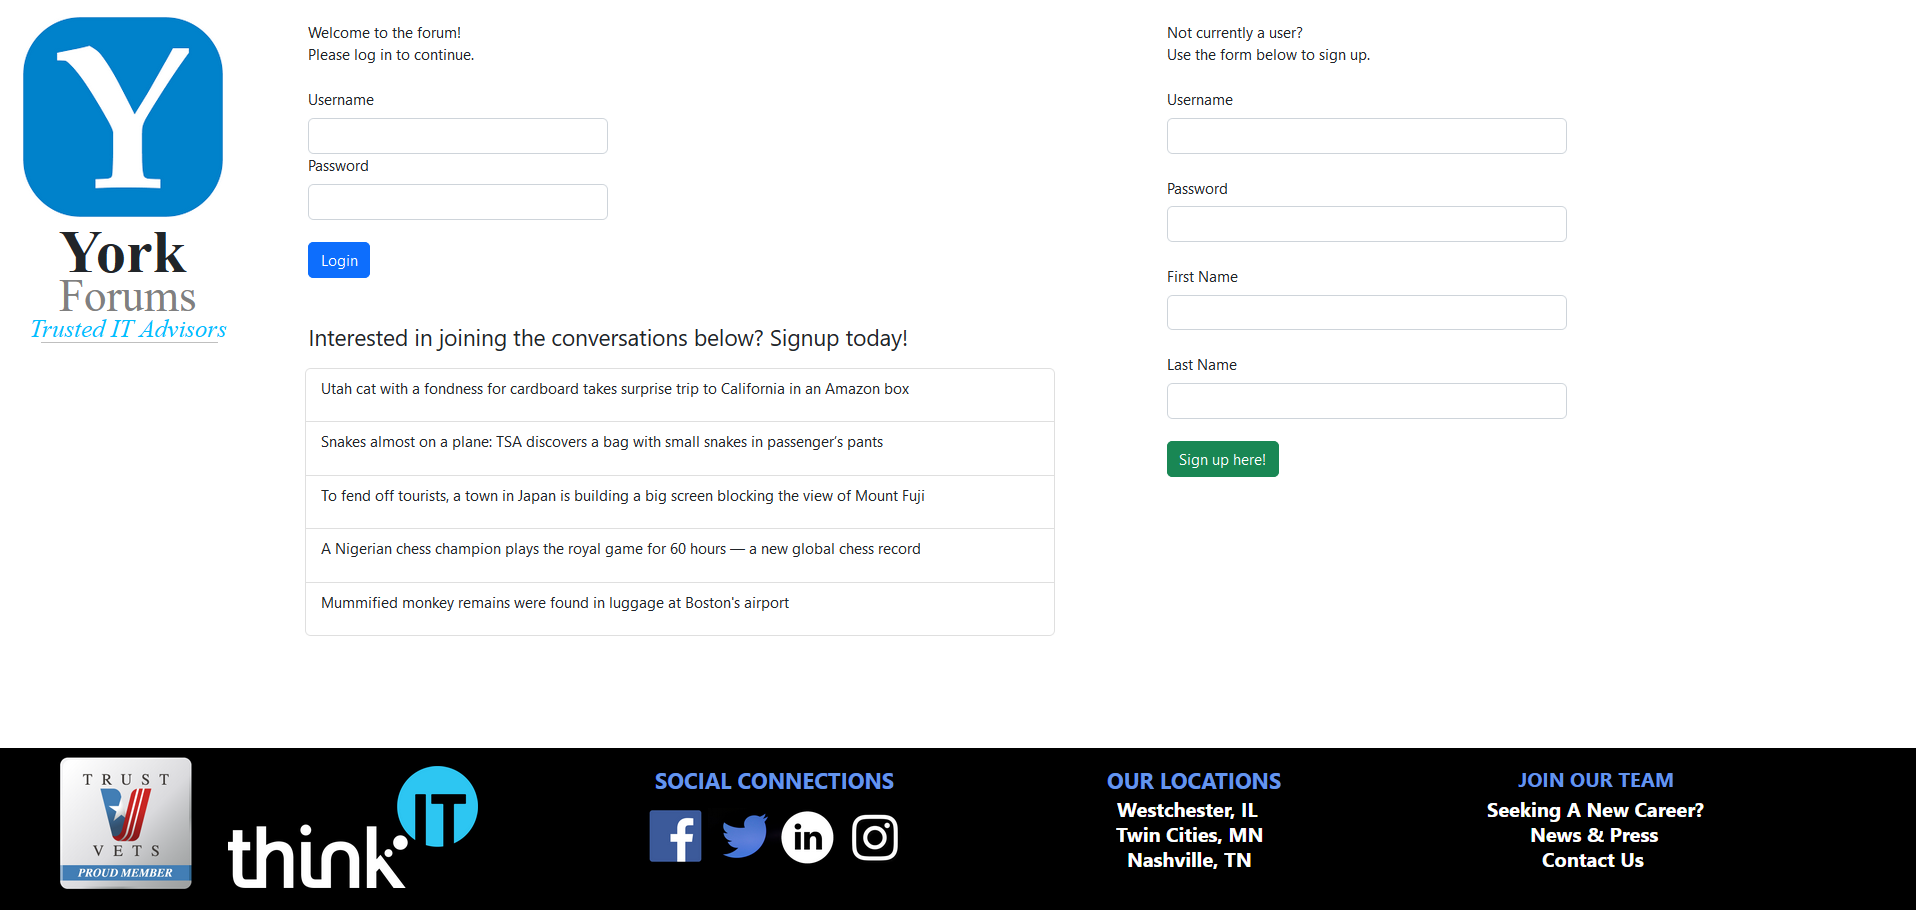 Y
York
Forums
Trusted IT Advisors
Welcome to the forum!
Please log in to continue.
Username
Password
Login
Interested in joining the conversations below? Signup today!
Utah cat with a fondness for cardboard takes surprise trip to California in an Amazon box
Snakes almost on a plane: TSA discovers a bag with small snakes in passenger's pants
To fend off tourists, a town in Japan is building a big screen blocking the view of Mount Fuji
A Nigerian chess champion plays the royal game for 60 hours — a new global chess record
Mummified monkey remains were found in luggage at Boston's airport
Not currently a user?
Use the form below to sign up.
Username
Password
First Name
Last Name
Sign up here!
TRUST
V
VETS
PROUD MEMBER
think IT
SOCIAL CONNECTIONS
f
in
OUR LOCATIONS
Westchester, IL
Twin Cities, MN
Nashville, TN
JOIN OUR TEAM
Seeking A New Career?
News & Press
Contact Us